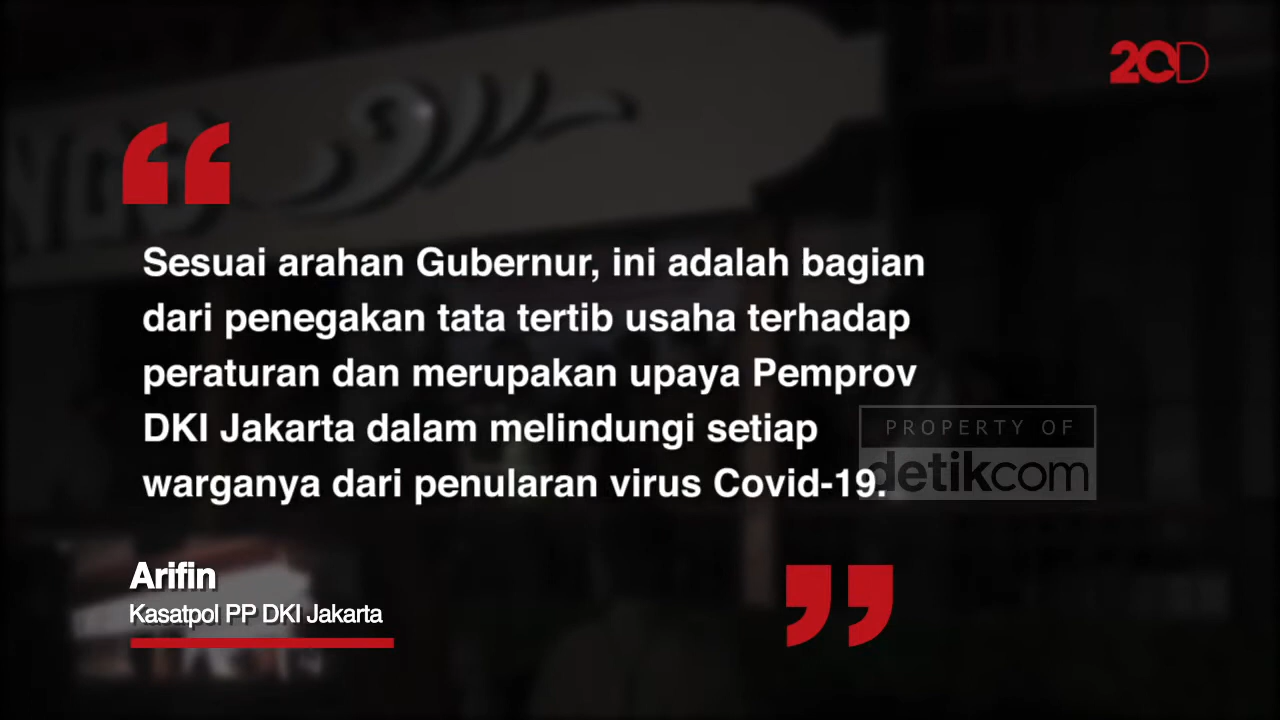 20D
Sesuai arahan Gubernur, ini adalah bagian
dari penegakan tata tertib usaha terhadap
peraturan dan merupakan upaya Pemprov
DKI Jakarta dalam melindungi setiap
warganya dari penularan virus Covid-19.
PROPERTY OF
detikcom
Arifin
Kasatpol PP DKI Jakarta